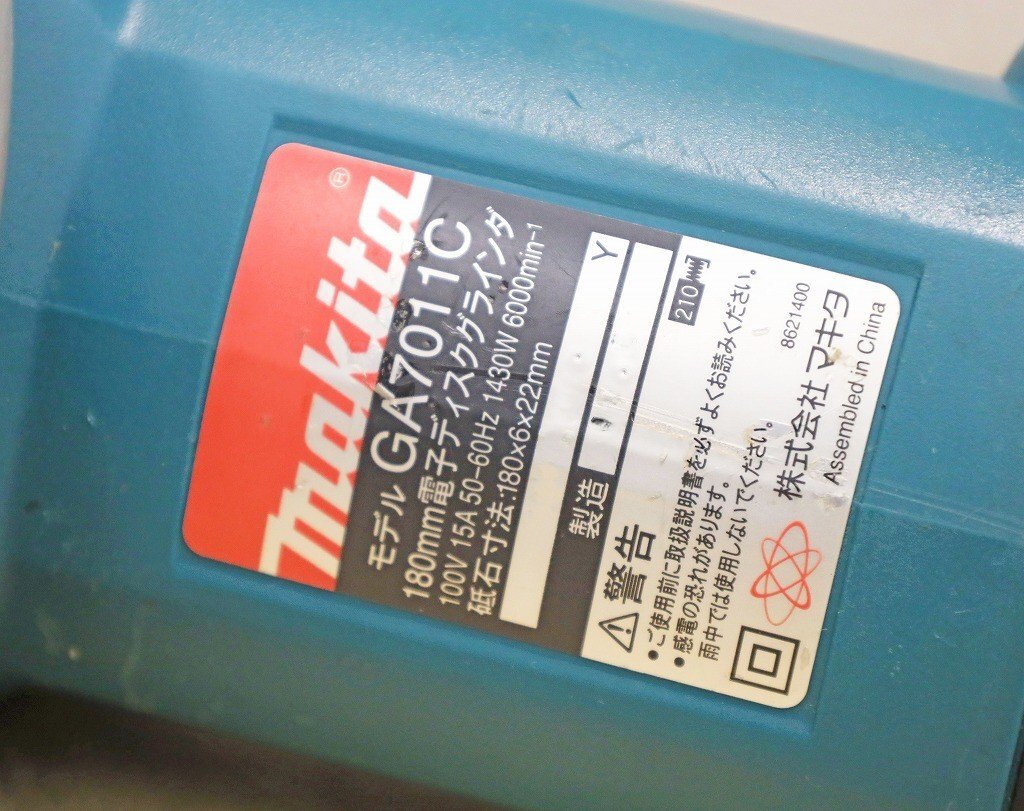 makita®
モデル GA7011C
180mm電子ディスクグラインダ
100V 15A 50-60Hz 1430W 6000min-1
砥石寸法:180×6×22mm
製造 Y
210
⚠警告
•ご使用前に取扱説明書を必ずよくお読みください。
•感電の恐れがあります。
雨中では使用しないでください。
8621400
株式会社 マキタ
Assembled in China